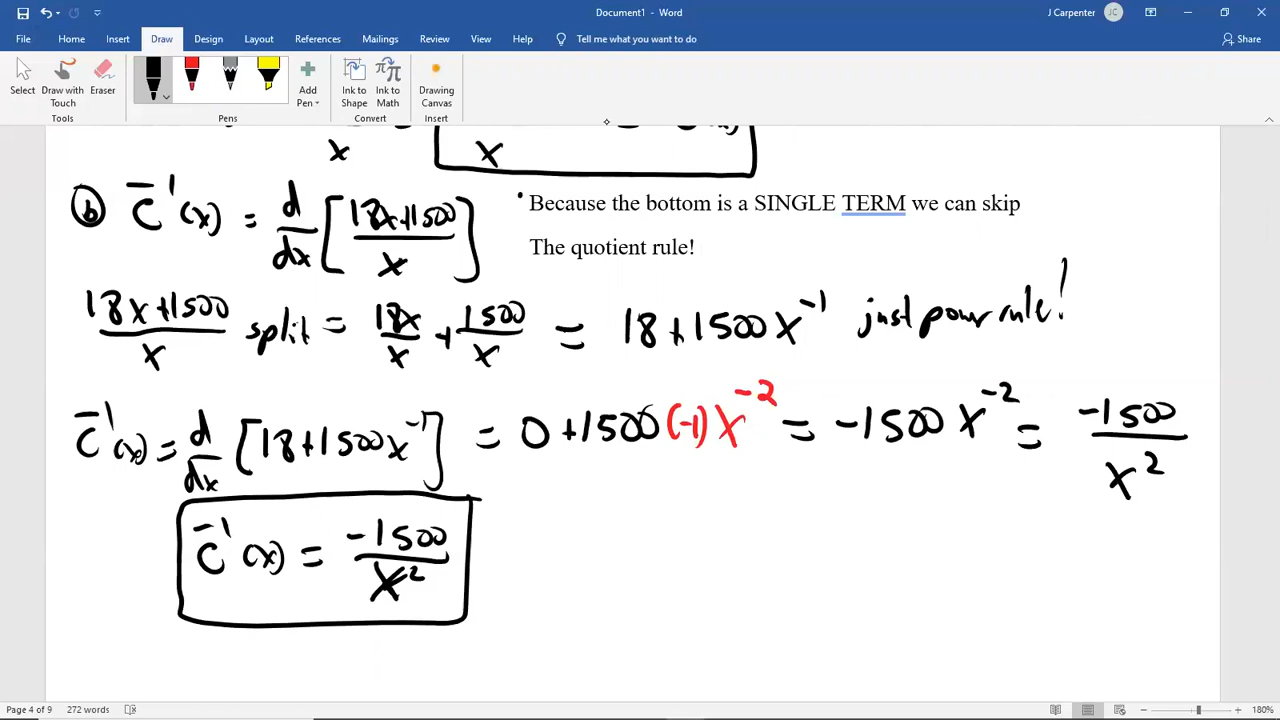 Document1 - Word
J Carpenter JC
File Home Insert Draw Design Layout References Mailings Review View Help Tell me what you want to do Share
Select Draw with Touch Eraser Add Pen Ink to Shape Ink to Math Drawing Canvas
Tools Pens Convert Insert
x x
b C̄'(x) = d/dx [18x+1500/x]
• Because the bottom is a SINGLE TERM we can skip
The quotient rule!
18x+1500/x split = 18x/x + 1500/x = 18+1500x⁻¹ just power rule!
C̄'(x) = d/dx [18+1500x⁻¹] = 0+1500(-1)x⁻² = -1500x⁻² = -1500/x²
C̄'(x) = -1500/x²
Page 4 of 9 272 words 180%